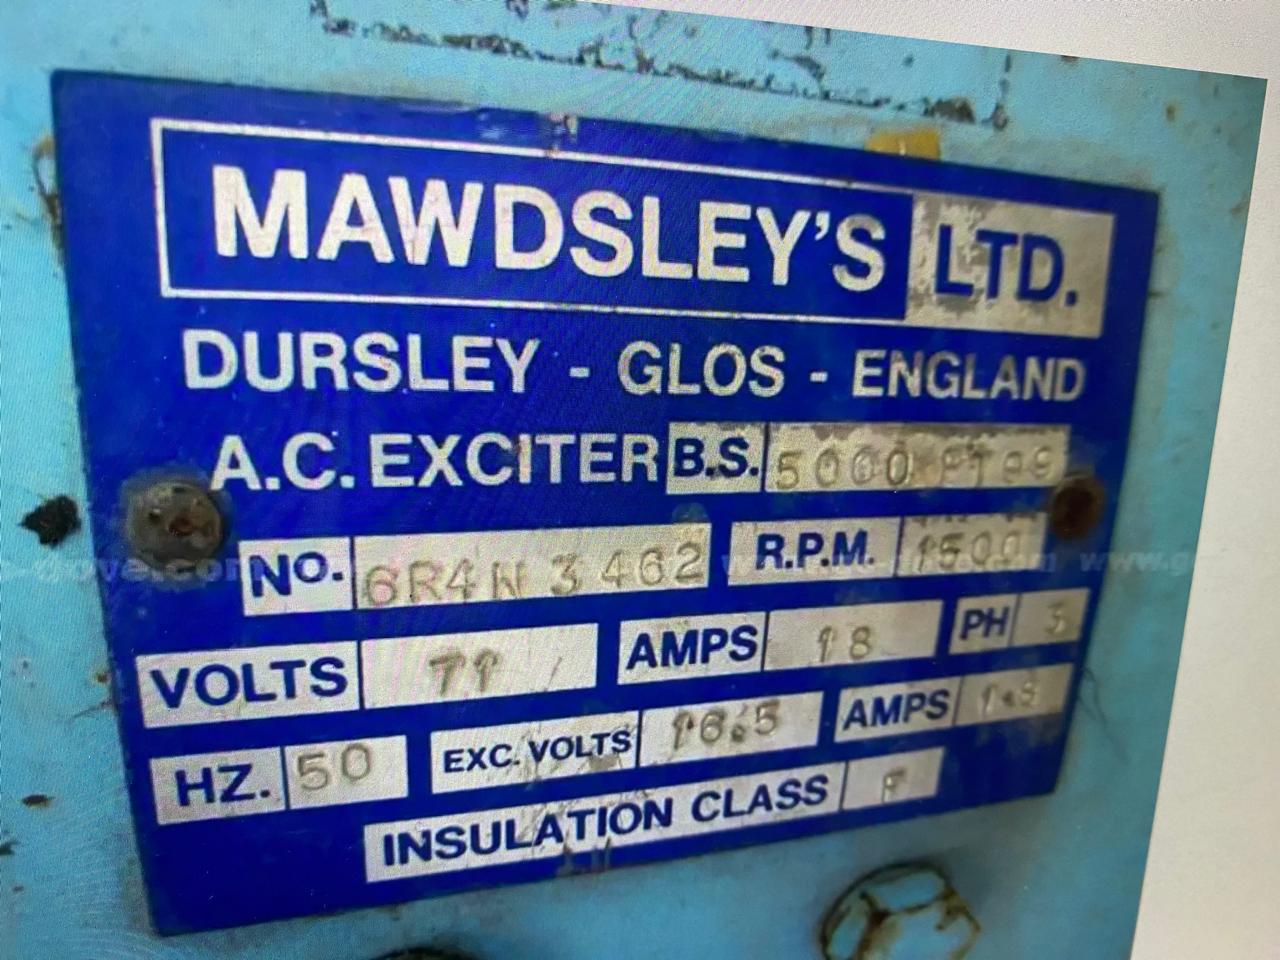 MAWDSLEY'S LTD.
DURSLEY - GLOS - ENGLAND
A.C. EXCITER B.S. 5000 PT99
NO. 6R4N 3462 R.P.M. 1500
VOLTS 71 AMPS 18 PH 3
HZ. 50 EXC. VOLTS 16.5 AMPS 1.5
INSULATION CLASS F